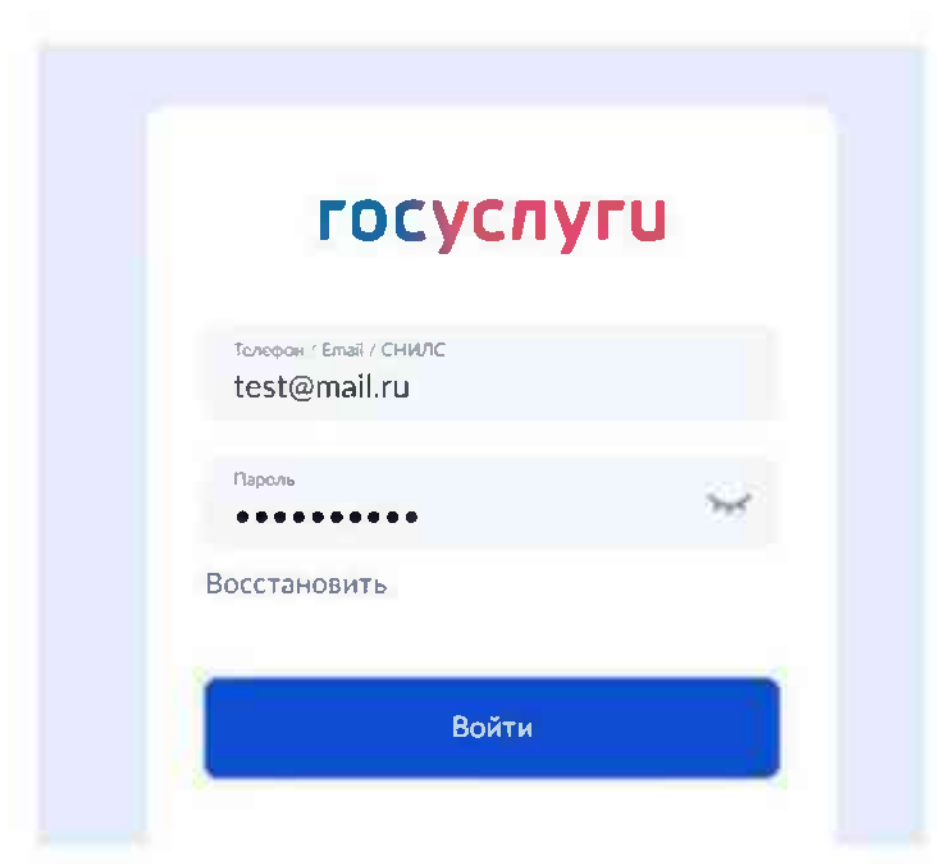 госуслуги
Телефон / Email / СНИЛС
test@mail.ru
Пароль
••••••••••
Восстановить
Войти